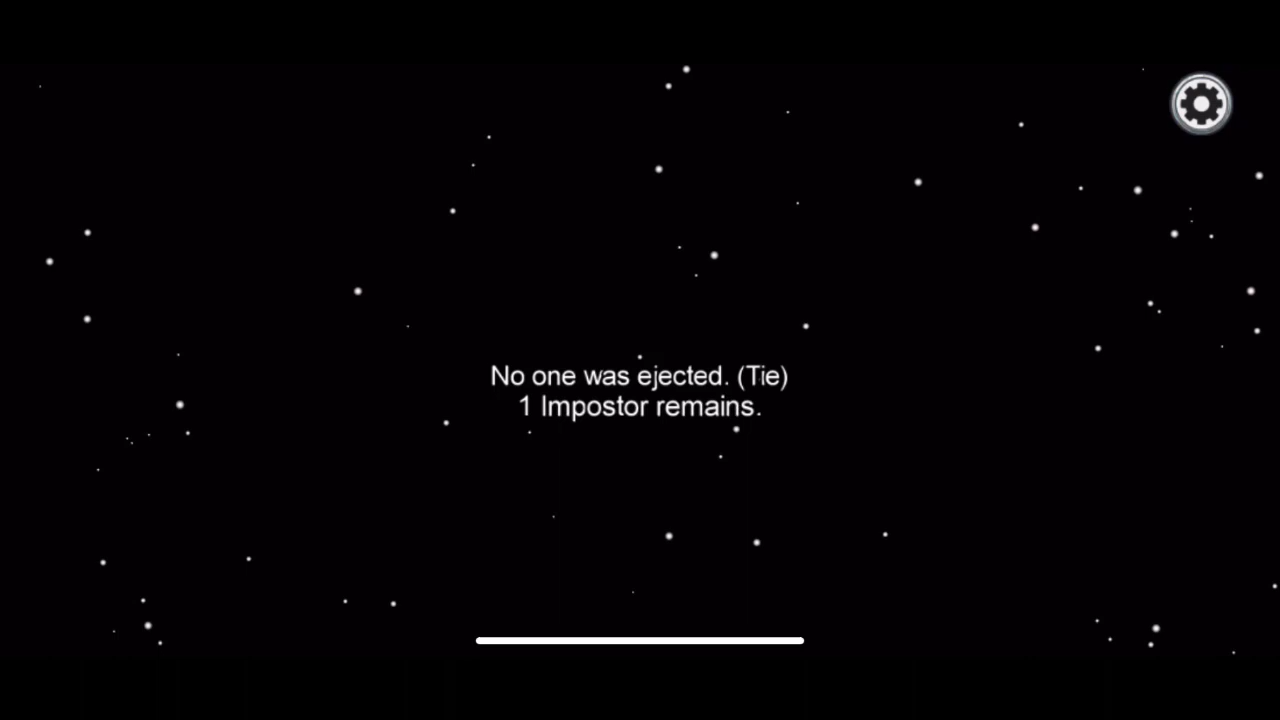 No one was ejected. (Tie)
1 Impostor remains.